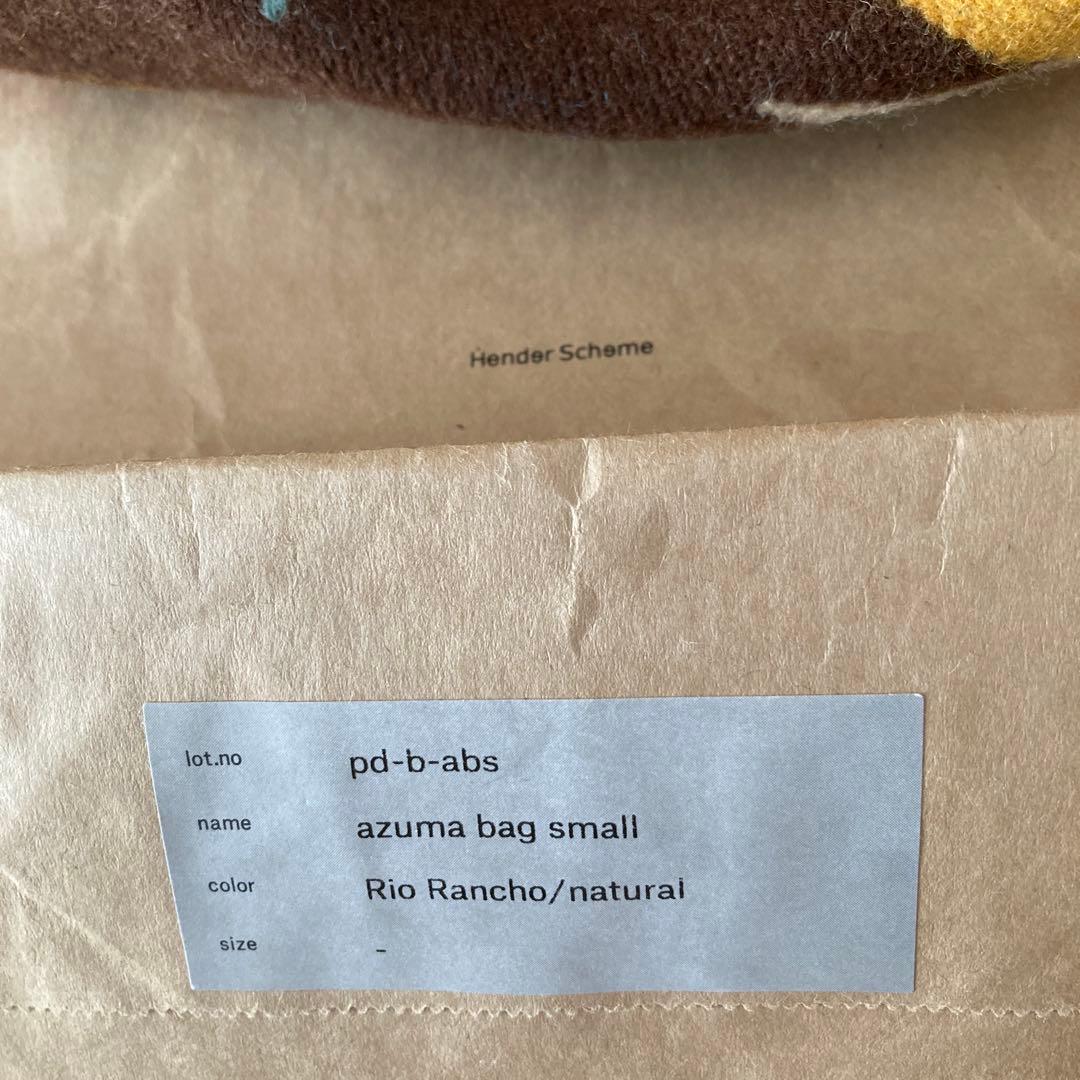 Hender Scheme
lot.no pd-b-abs
name azuma bag small
color Rio Rancho/natural
size -